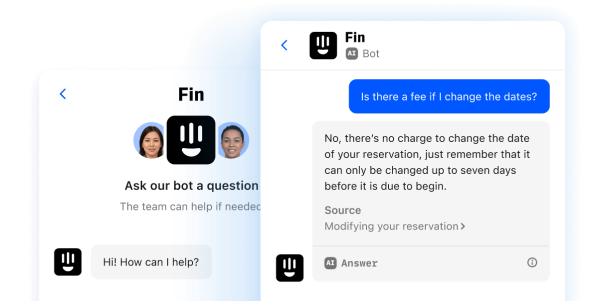 Fin
Ask our bot a question
The team can help if needed
Hi! How can I help?
Fin
AI Bot
Is there a fee if I change the dates?
No, there's no charge to change the date
of your reservation, just remember that it
can only be changed up to seven days
before it is due to begin.
Source
Modifying your reservation >
AI Answer